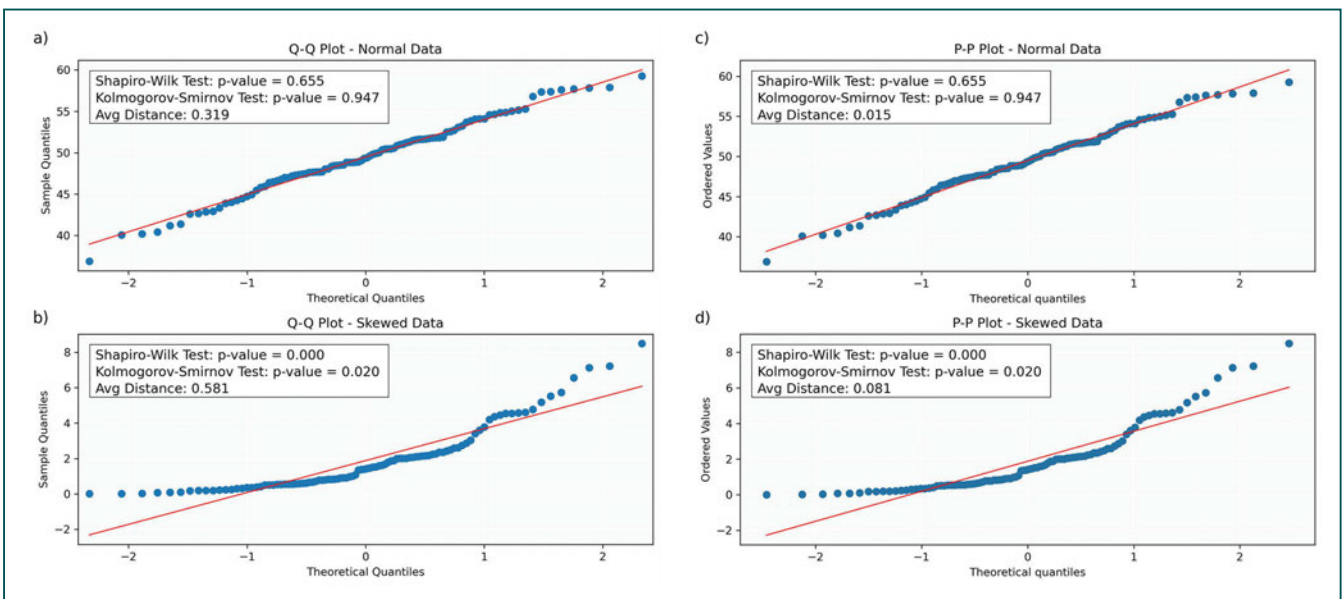 a)
Q-Q Plot - Normal Data
Shapiro-Wilk Test: p-value = 0.655
Kolmogorov-Smirnov Test: p-value = 0.947
Avg Distance: 0.319
60
55
50
45
40
Sample Quantiles
-2
-1
0
1
2
Theoretical Quantiles
c)
P-P Plot - Normal Data
Shapiro-Wilk Test: p-value = 0.655
Kolmogorov-Smirnov Test: p-value = 0.947
Avg Distance: 0.015
60
55
50
45
40
Ordered Values
-2
-1
0
1
2
Theoretical quantiles
b)
Q-Q Plot - Skewed Data
Shapiro-Wilk Test: p-value = 0.000
Kolmogorov-Smirnov Test: p-value = 0.020
Avg Distance: 0.581
8
6
4
2
0
-2
Sample Quantiles
-2
-1
0
1
2
Theoretical Quantiles
d)
P-P Plot - Skewed Data
Shapiro-Wilk Test: p-value = 0.000
Kolmogorov-Smirnov Test: p-value = 0.020
Avg Distance: 0.081
8
6
4
2
0
-2
Ordered Values
-2
-1
0
1
2
Theoretical quantiles